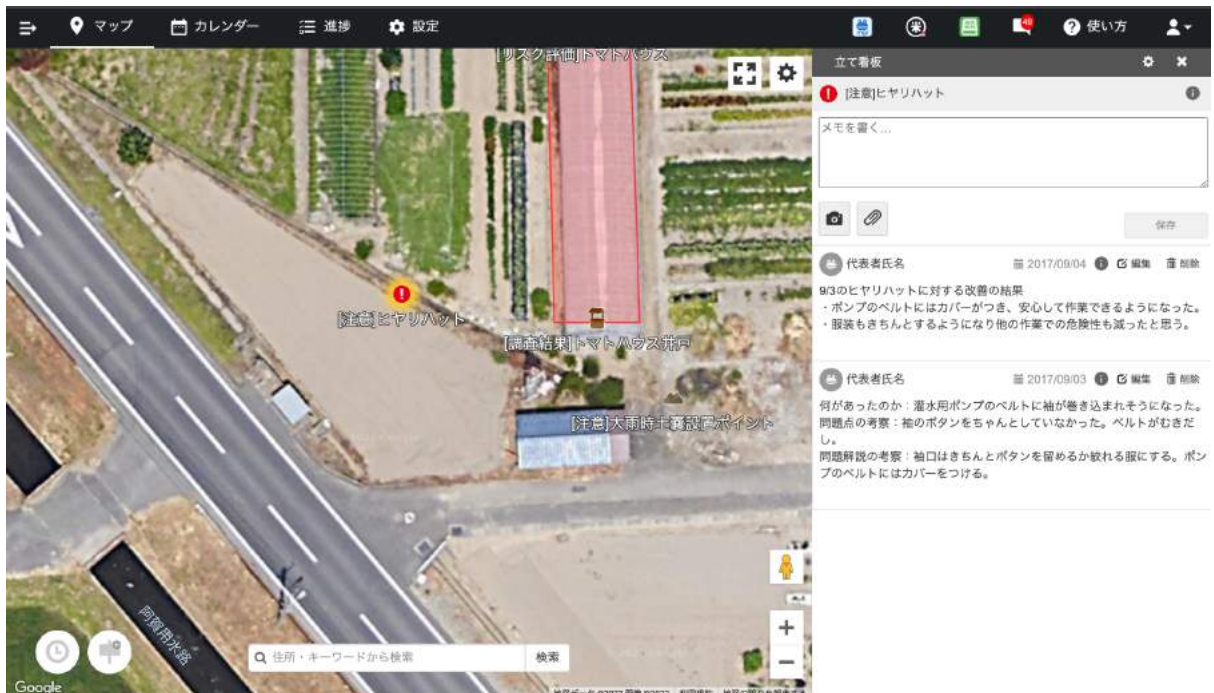 マップ
カレンダー
進捗
設定
49
使い方
[リスク評価]トマトハウス
[注意]ヒヤリハット
[調査結果]トマトハウス井戸
[注意]大雨時土嚢設置ポイント
阿賀用水路
住所・キーワードから検索
検索
Google
立て看板
[注意]ヒヤリハット
メモを書く...
保存
代表者氏名 2017/09/04 編集 削除
9/3のヒヤリハットに対する改善の結果
・ポンプのベルトにはカバーがつき、安心して作業できるようになった。
・服装もきちんとするようになり他の作業での危険性も減ったと思う。
代表者氏名 2017/09/03 編集 削除
何があったのか:灌水用ポンプのベルトに袖が巻き込まれそうになった。
問題点の考察:袖のボタンをちゃんとしていなかった。ベルトがむきだ
し。
問題解説の考察:袖口はきちんとボタンを留めるか絞れる服にする。ポン
プのベルトにはカバーをつける。